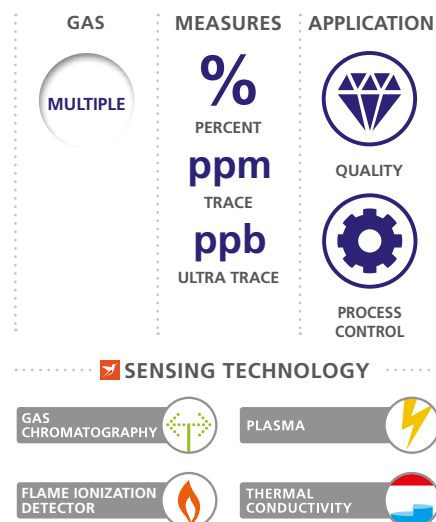 GAS
MULTIPLE
MEASURES
%
PERCENT
ppm
TRACE
ppb
ULTRA TRACE
APPLICATION
QUALITY
PROCESS
CONTROL
SENSING TECHNOLOGY
GAS
CHROMATOGRAPHY
PLASMA
FLAME IONIZATION
DETECTOR
THERMAL
CONDUCTIVITY